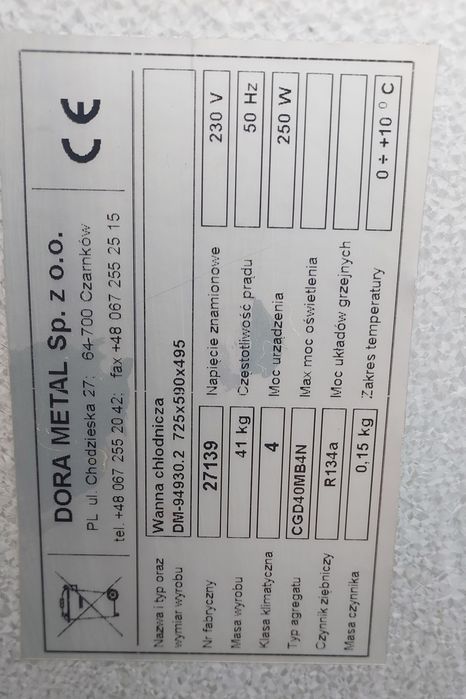 DORA METAL Sp. z o.o.
PL ul. Chodzieska 27; 64-700 Czarnków
tel. +48 067 255 20 42; fax +48 067 255 25 15
CE
Nazwa i typ oraz wymiar wyrobu
Wanna chłodnicza
DM-94930.2 725x590x495
Nr fabryczny 27139
Masa wyrobu 41 kg
Klasa klimatyczna 4
Typ agregatu CGD40MB4N
Czynnik ziębniczy R134a
Masa czynnika 0,15 kg
Napięcie znamionowe 230 V
Częstotliwość prądu 50 Hz
Moc urządzenia 250 W
Max moc oświetlenia
Moc układów grzejnych
Zakres temperatury 0 ÷ +10 ° C